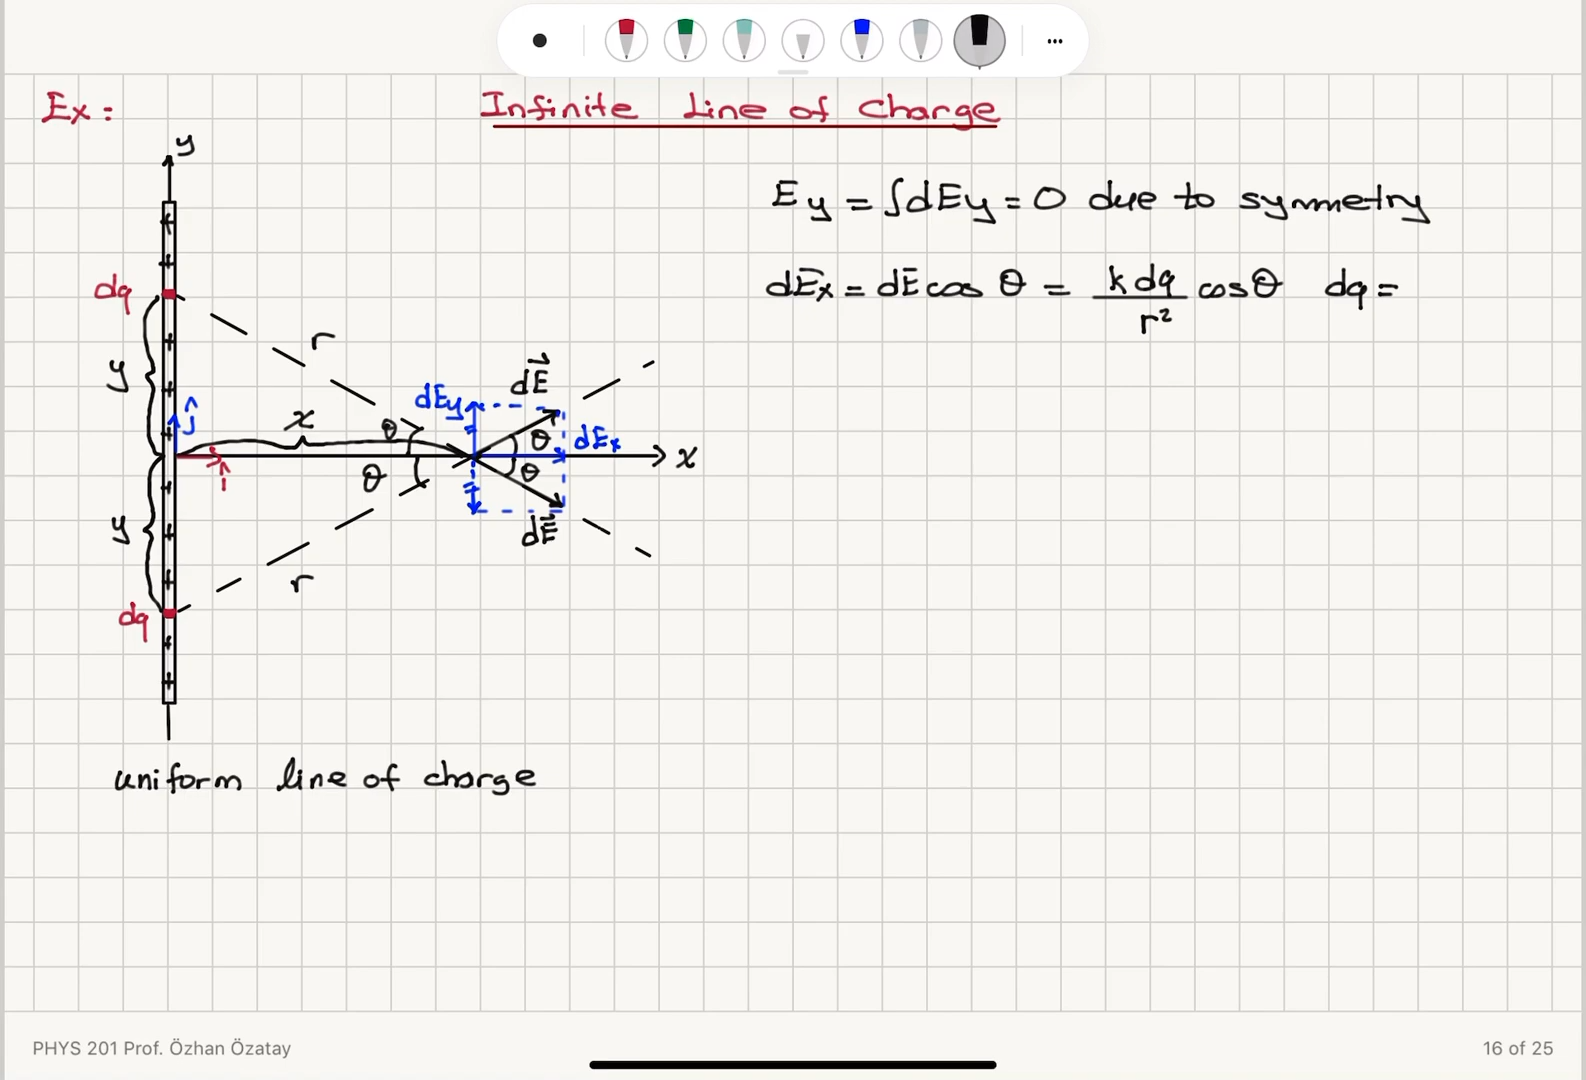 Ex :
Infinite Line of Charge
y
Ey = ∫dEy = 0 due to symmetry
dq
dEx = dE cos θ = k dq / r² cosθ dq =
r
y
dE⃗
dEy
ĵ
x
θ
θ
dEx
x
î
θ
θ
y
dE⃗
r
dq
uniform line of charge
PHYS 201 Prof. Özhan Özatay
16 of 25